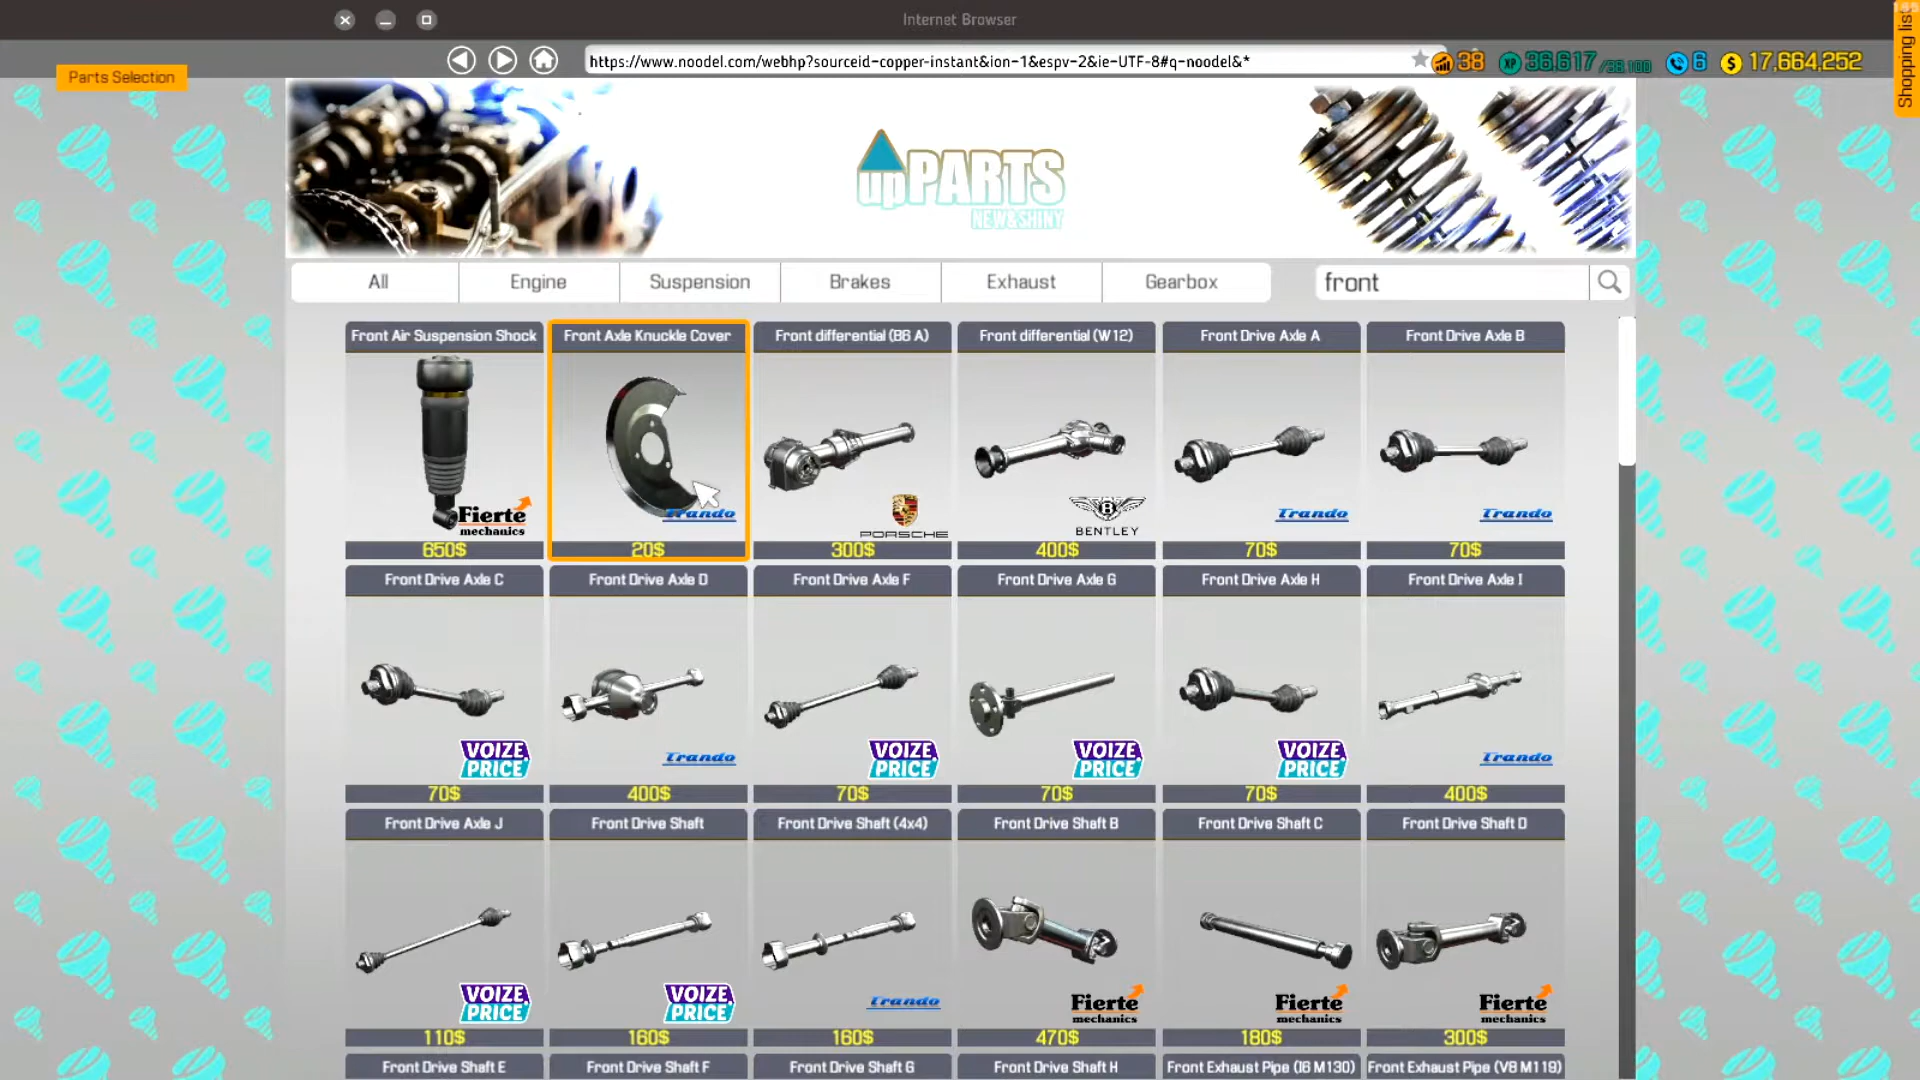 Internet Browser
Shopping list
https://www.noodel.com/webhp?sourceid-copper-instant&ion-1&espv-2&ie-UTF-8#q-noodel&*
38
XP 36,617/38,100
6
$ 17,664,252
Parts Selection
upPARTS
NEW&SHINY
All
Engine
Suspension
Brakes
Exhaust
Gearbox
front
Front Air Suspension Shock
Front Axle Knuckle Cover
Front differential (B6 A)
Front differential (W12)
Front Drive Axle A
Front Drive Axle B
Fierte mechanics
Trando
PORSCHE
B
BENTLEY
Trando
Trando
650$
20$
300$
400$
70$
70$
Front Drive Axle C
Front Drive Axle D
Front Drive Axle F
Front Drive Axle G
Front Drive Axle H
Front Drive Axle I
VOIZE PRICE
Trando
VOIZE PRICE
VOIZE PRICE
VOIZE PRICE
Trando
70$
400$
70$
70$
70$
400$
Front Drive Axle J
Front Drive Shaft
Front Drive Shaft (4x4)
Front Drive Shaft B
Front Drive Shaft C
Front Drive Shaft D
VOIZE PRICE
VOIZE PRICE
Trando
Fierte mechanics
Fierte mechanics
Fierte mechanics
110$
160$
160$
470$
180$
300$
Front Drive Shaft E
Front Drive Shaft F
Front Drive Shaft G
Front Drive Shaft H
Front Exhaust Pipe (I6 M130)
Front Exhaust Pipe (V8 M119)